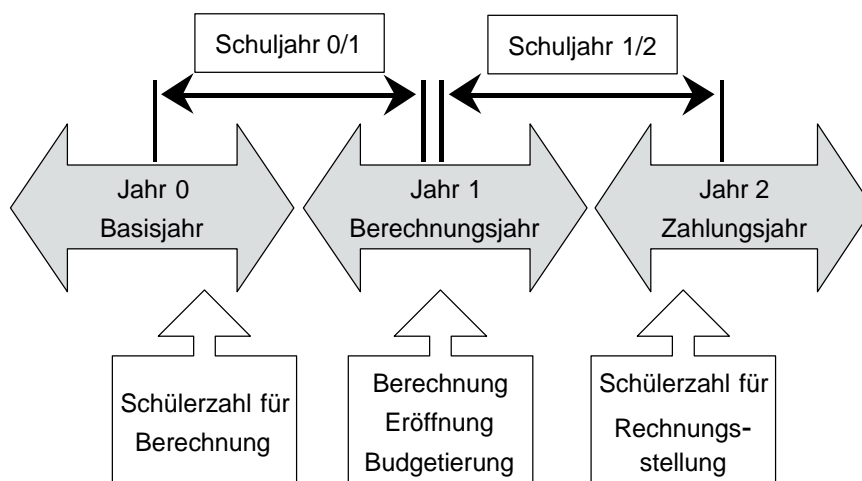 Schuljahr 0/1
Schuljahr 1/2
Jahr 0
Basisjahr
Jahr 1
Berechnungsjahr
Jahr 2
Zahlungsjahr
Schülerzahl für
Berechnung
Berechnung
Eröffnung
Budgetierung
Schülerzahl für
Rechnungs-
stellung